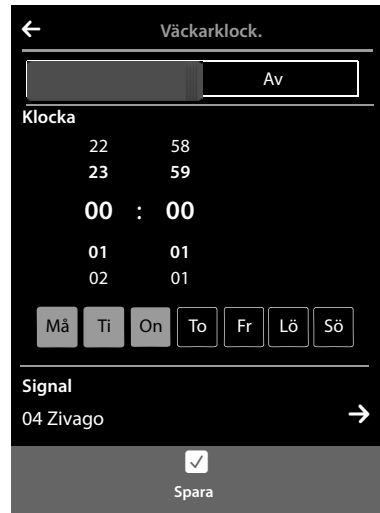 Väckarklock.
Av
Klocka
22 58
23 59
00 : 00
01 01
02 01
Må Ti On To Fr Lö Sö
Signal
04 Zivago
Spara